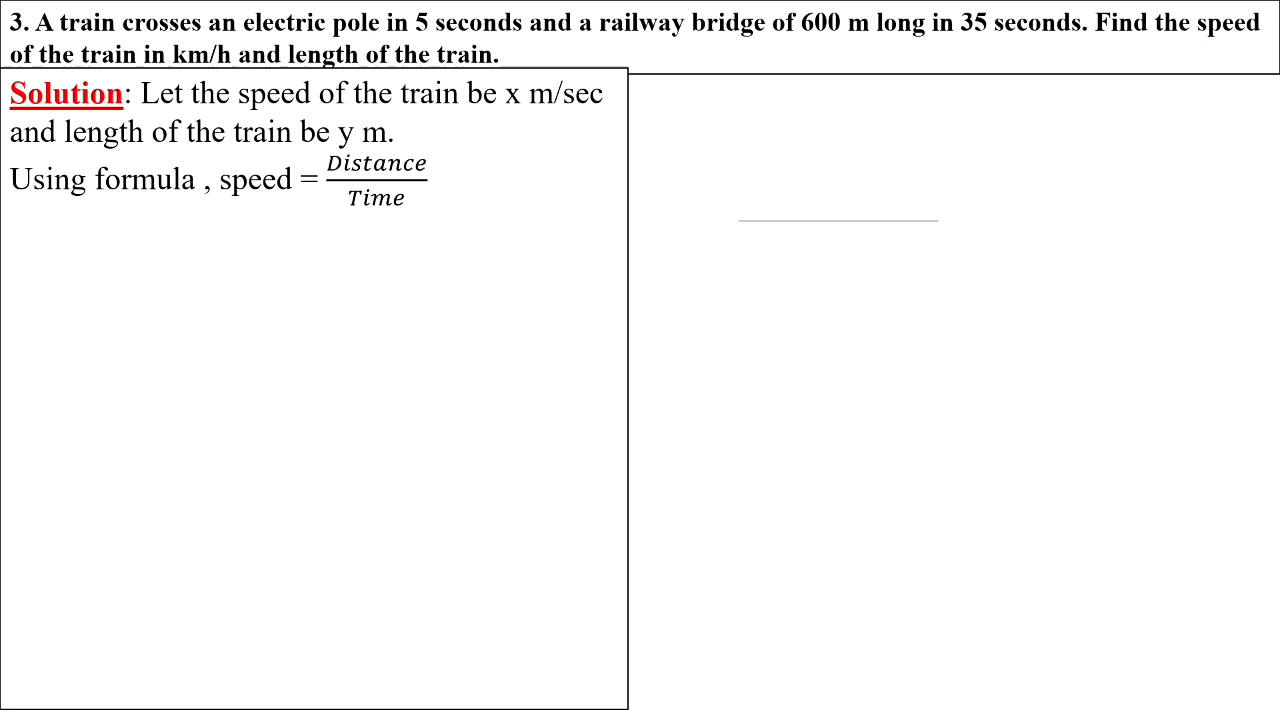 3. A train crosses an electric pole in 5 seconds and a railway bridge of 600 m long in 35 seconds. Find the speed
of the train in km/h and length of the train.
Solution: Let the speed of the train be x m/sec
and length of the train be y m.
Using formula , speed = Distance/Time